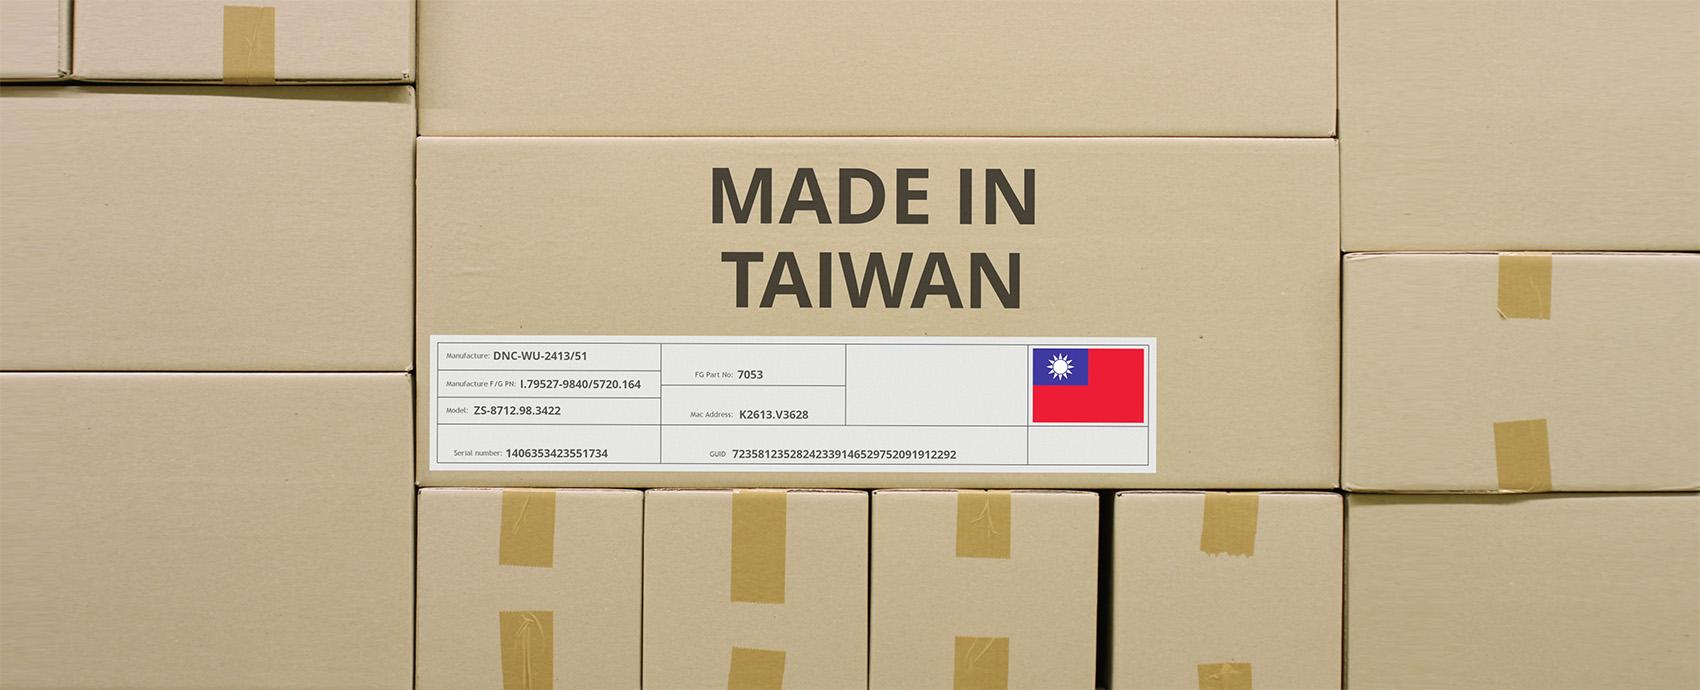 MADE IN
TAIWAN
Manufacture: DNC-WU-2413/51
Manufacture F/G PN: I.79527-9840/5720.164
Model: ZS-8712.98.3422
Serial number: 1406353423551734
FG Part No: 7053
Mac Address: K2613.V3628
GUID 72358123528242339146529752091912292